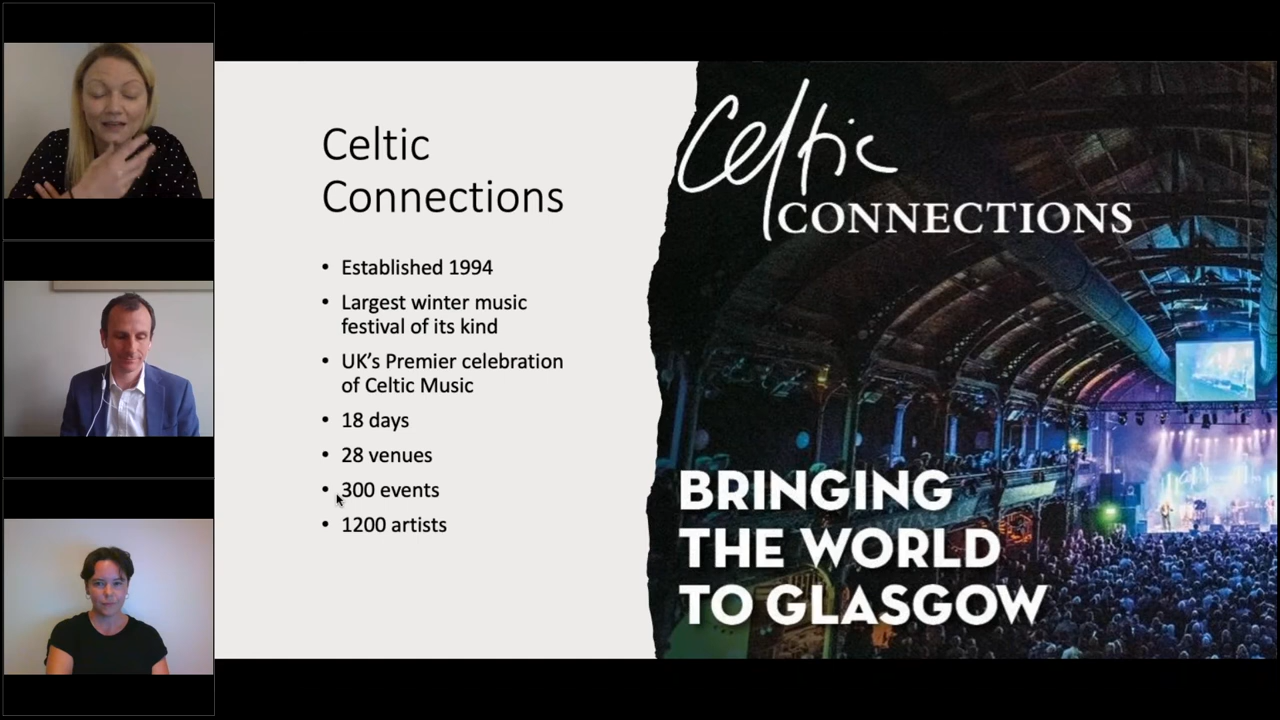 Celtic
Connections
• Established 1994
• Largest winter music
festival of its kind
• UK’s Premier celebration
of Celtic Music
• 18 days
• 28 venues
• 300 events
• 1200 artists
Celtic
CONNECTIONS
BRINGING
THE WORLD
TO GLASGOW